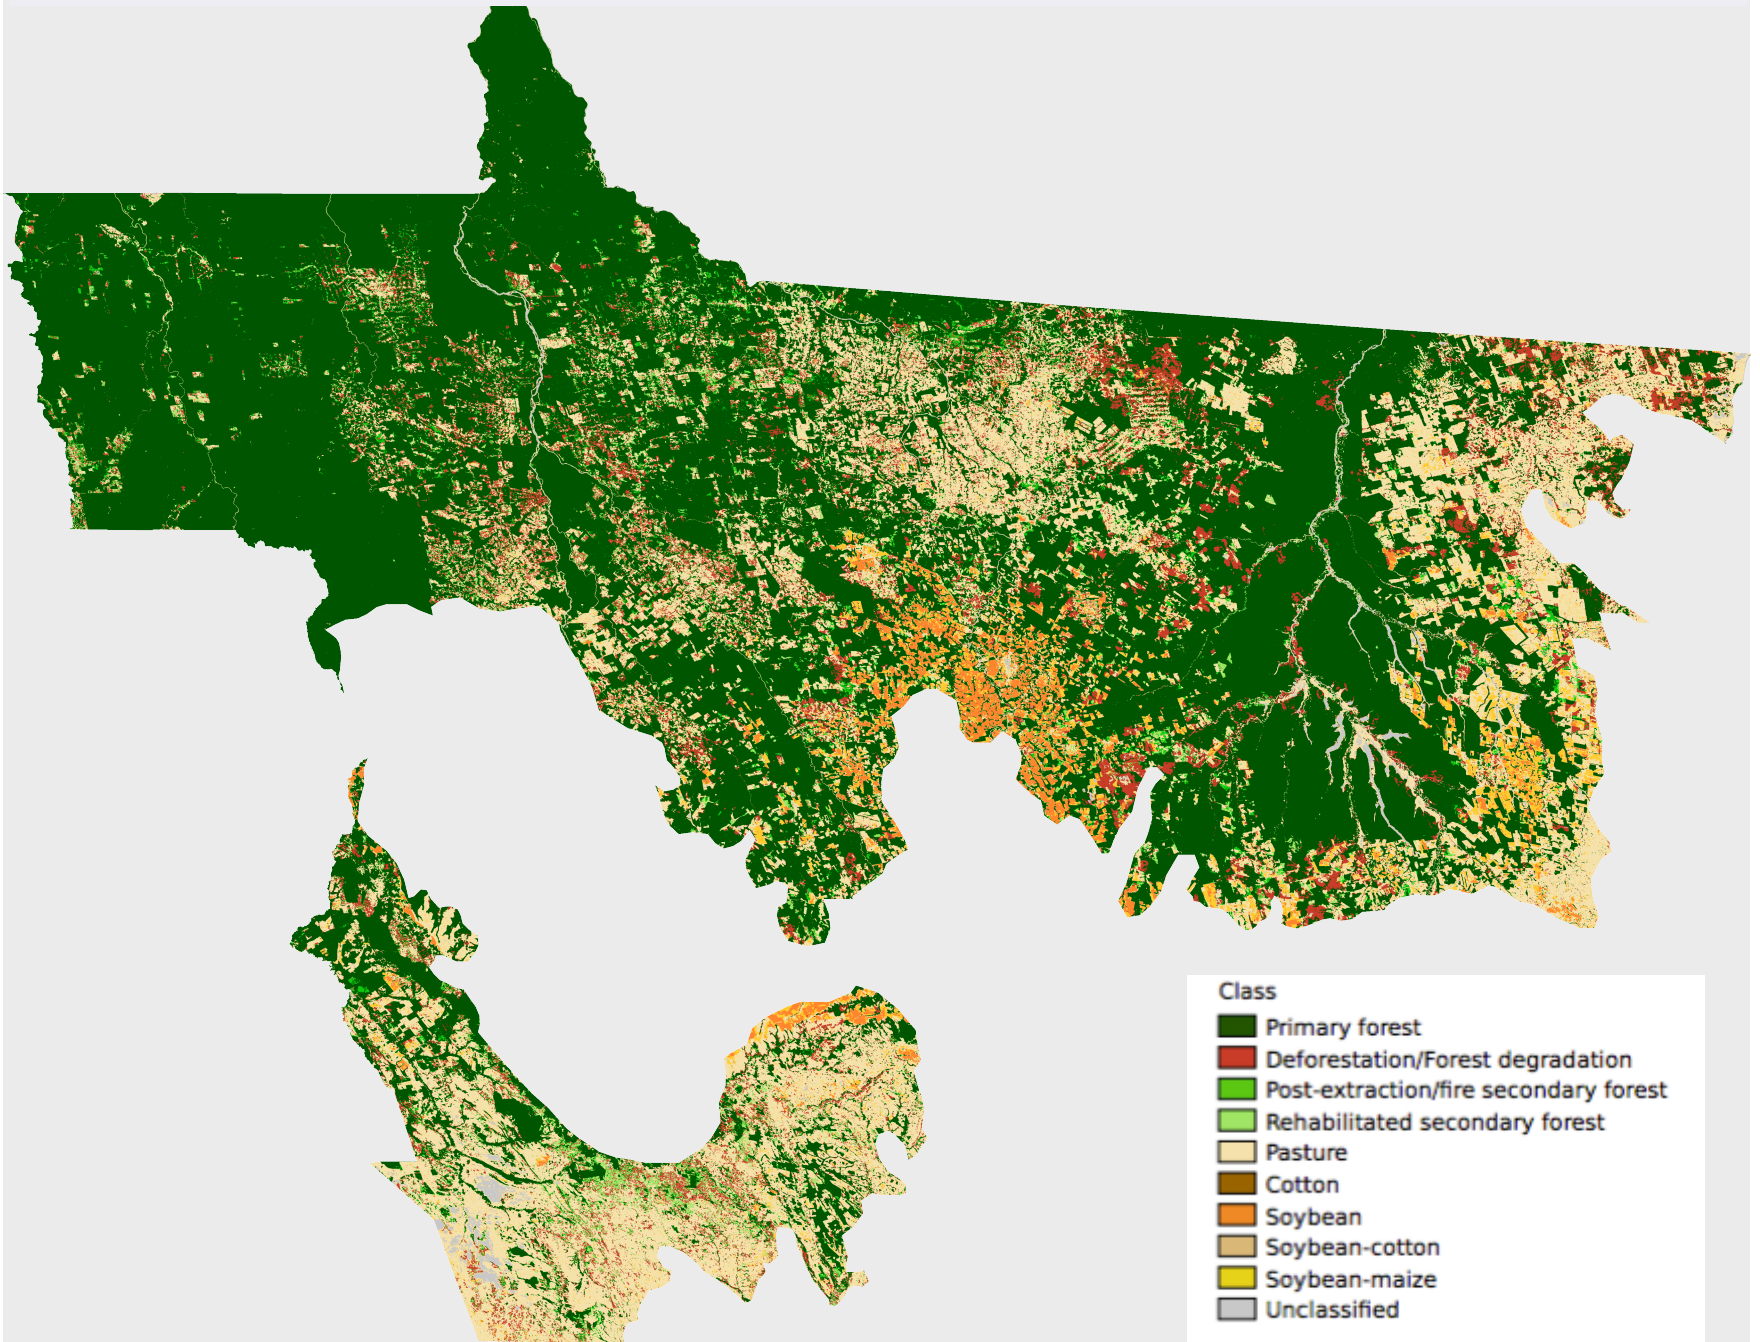 Class
Primary forest
Deforestation/Forest degradation
Post-extraction/fire secondary forest
Rehabilitated secondary forest
Pasture
Cotton
Soybean
Soybean-cotton
Soybean-maize
Unclassified